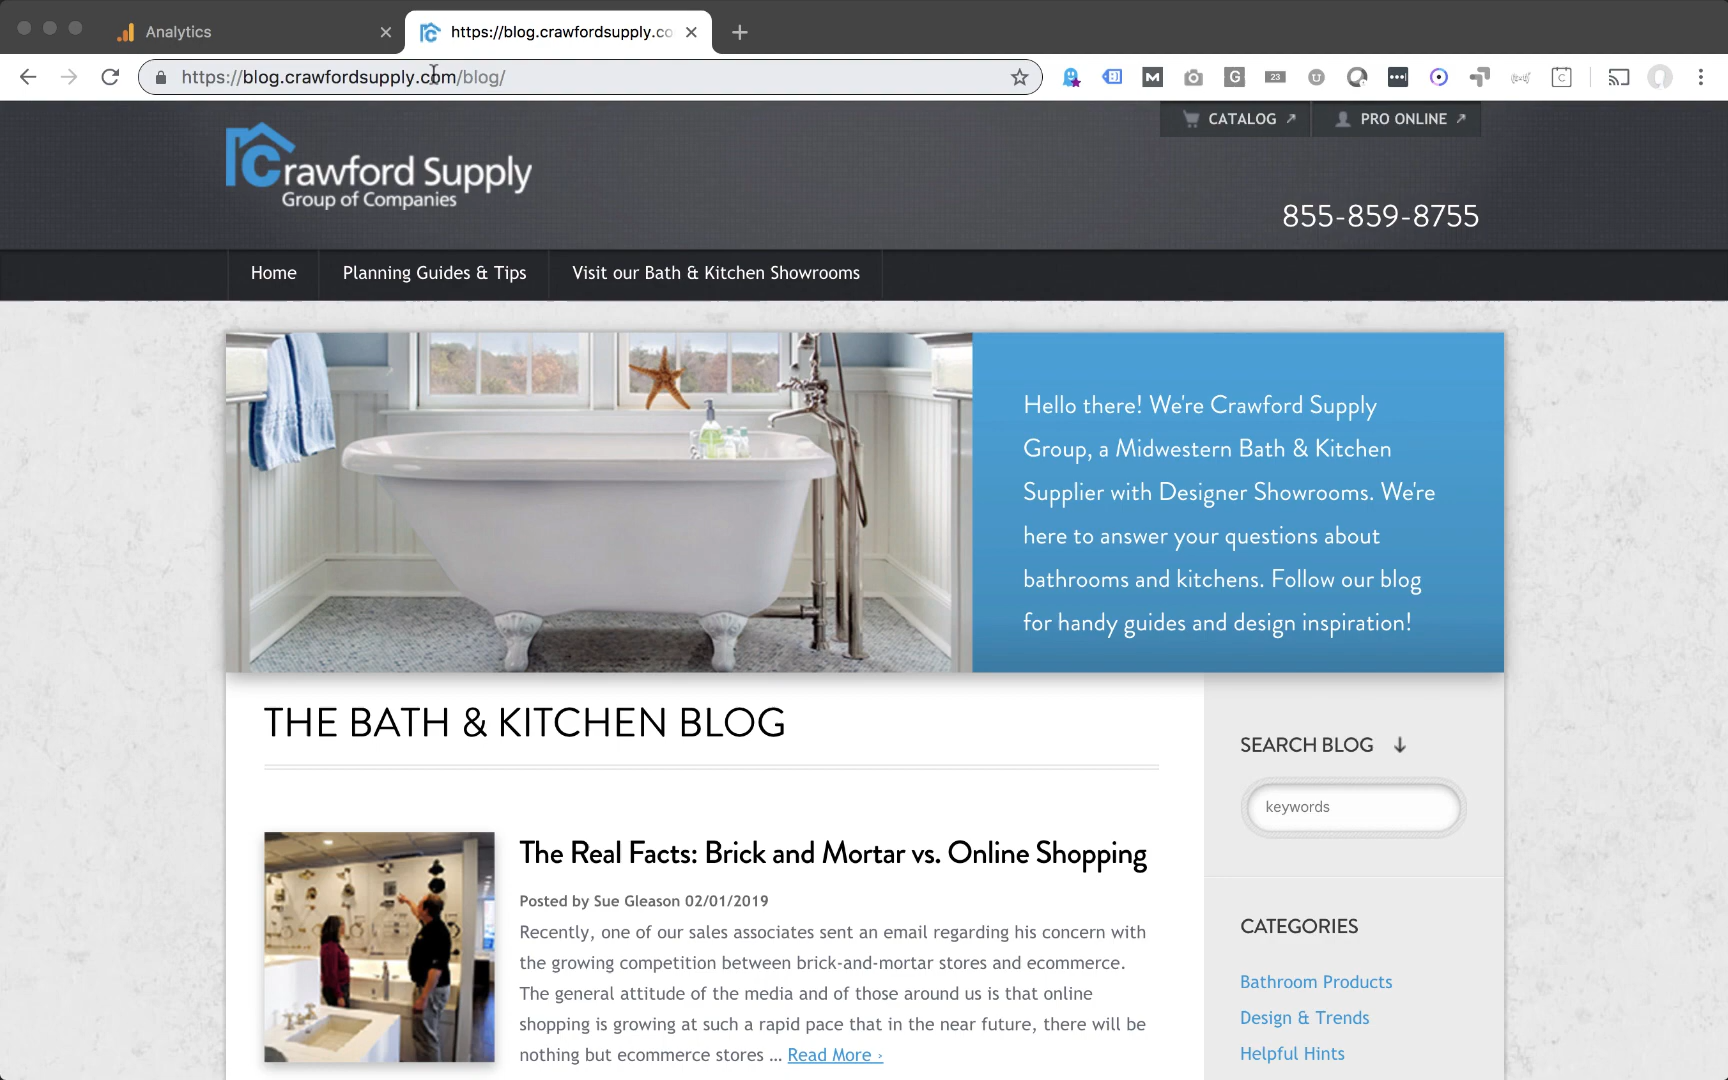 Analytics
https://blog.crawfordsupply.co
https://blog.crawfordsupply.com/blog/
CATALOG
PRO ONLINE
Crawford Supply
Group of Companies
855-859-8755
Home
Planning Guides & Tips
Visit our Bath & Kitchen Showrooms
Hello there! We're Crawford Supply
Group, a Midwestern Bath & Kitchen
Supplier with Designer Showrooms. We're
here to answer your questions about
bathrooms and kitchens. Follow our blog
for handy guides and design inspiration!
THE BATH & KITCHEN BLOG
SEARCH BLOG
keywords
The Real Facts: Brick and Mortar vs. Online Shopping
Posted by Sue Gleason 02/01/2019
Recently, one of our sales associates sent an email regarding his concern with
the growing competition between brick-and-mortar stores and ecommerce.
The general attitude of the media and of those around us is that online
shopping is growing at such a rapid pace that in the near future, there will be
nothing but ecommerce stores ... Read More ›
CATEGORIES
Bathroom Products
Design & Trends
Helpful Hints